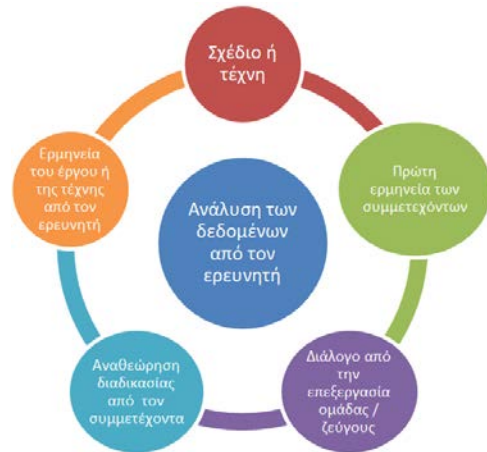 Σχέδιο ή
τέχνη
Πρώτη
ερμηνεία των
συμμετεχόντων
Διάλογο από
την
επεξεργασία
ομάδας /
ζεύγους
Αναθεώρηση
διαδικασίας
από τον
συμμετέχοντα
Ερμηνεία
του έργου ή
της τέχνης
από τον
ερευνητή
Ανάλυση των
δεδομένων
από τον
ερευνητή